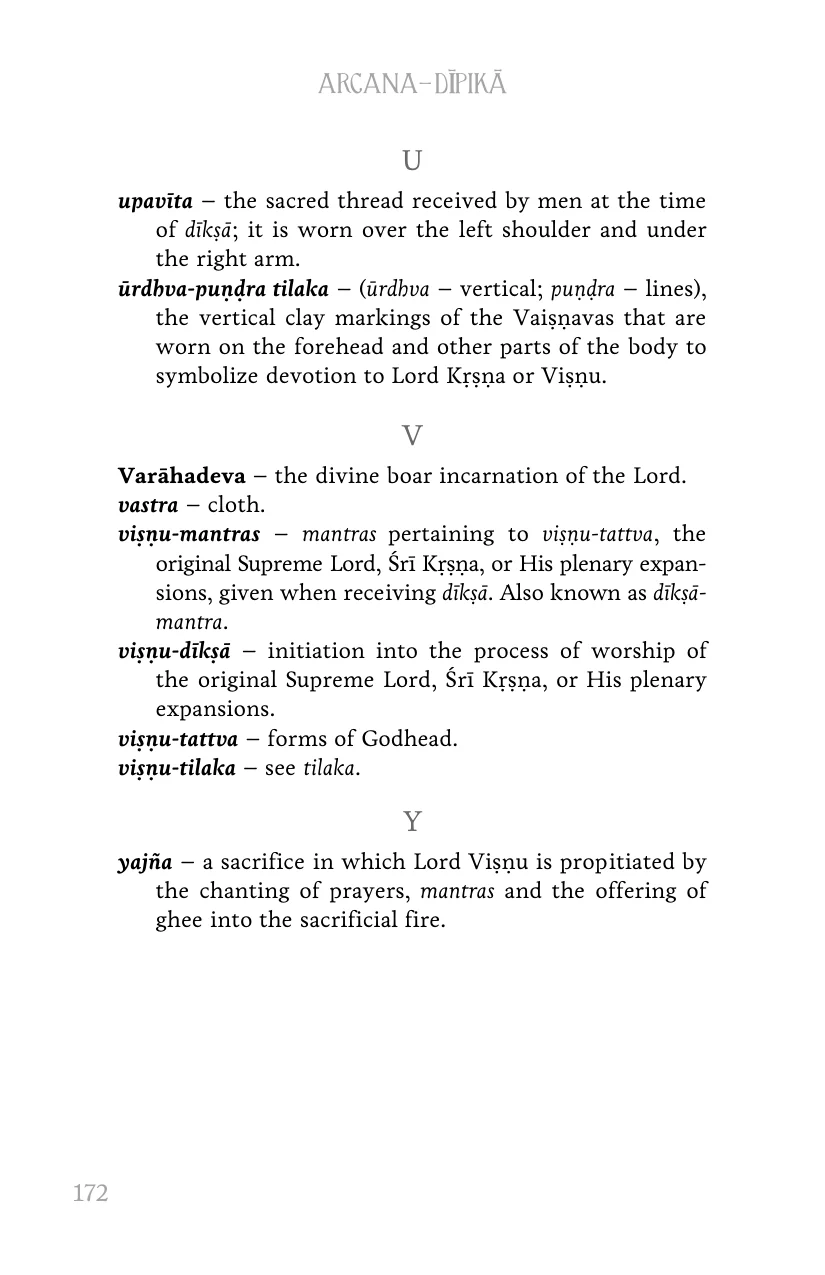 ARCANA–DĪPIKĀ
U
upavīta – the sacred thread received by men at the time
of dīkṣā; it is worn over the left shoulder and under
the right arm.
ūrdhva-puṇḍra tilaka – (ūrdhva – vertical; puṇḍra – lines),
the vertical clay markings of the Vaiṣṇavas that are
worn on the forehead and other parts of the body to
symbolize devotion to Lord Kṛṣṇa or Viṣṇu.
V
Varāhadeva – the divine boar incarnation of the Lord.
vastra – cloth.
viṣṇu-mantras – mantras pertaining to viṣṇu-tattva, the
original Supreme Lord, Śrī Kṛṣṇa, or His plenary expan-
sions, given when receiving dīkṣā. Also known as dīkṣā-
mantra.
viṣṇu-dīkṣā – initiation into the process of worship of
the original Supreme Lord, Śrī Kṛṣṇa, or His plenary
expansions.
viṣṇu-tattva – forms of Godhead.
viṣṇu-tilaka – see tilaka.
Y
yajña – a sacrifice in which Lord Viṣṇu is propitiated by
the chanting of prayers, mantras and the offering of
ghee into the sacrificial fire.
172